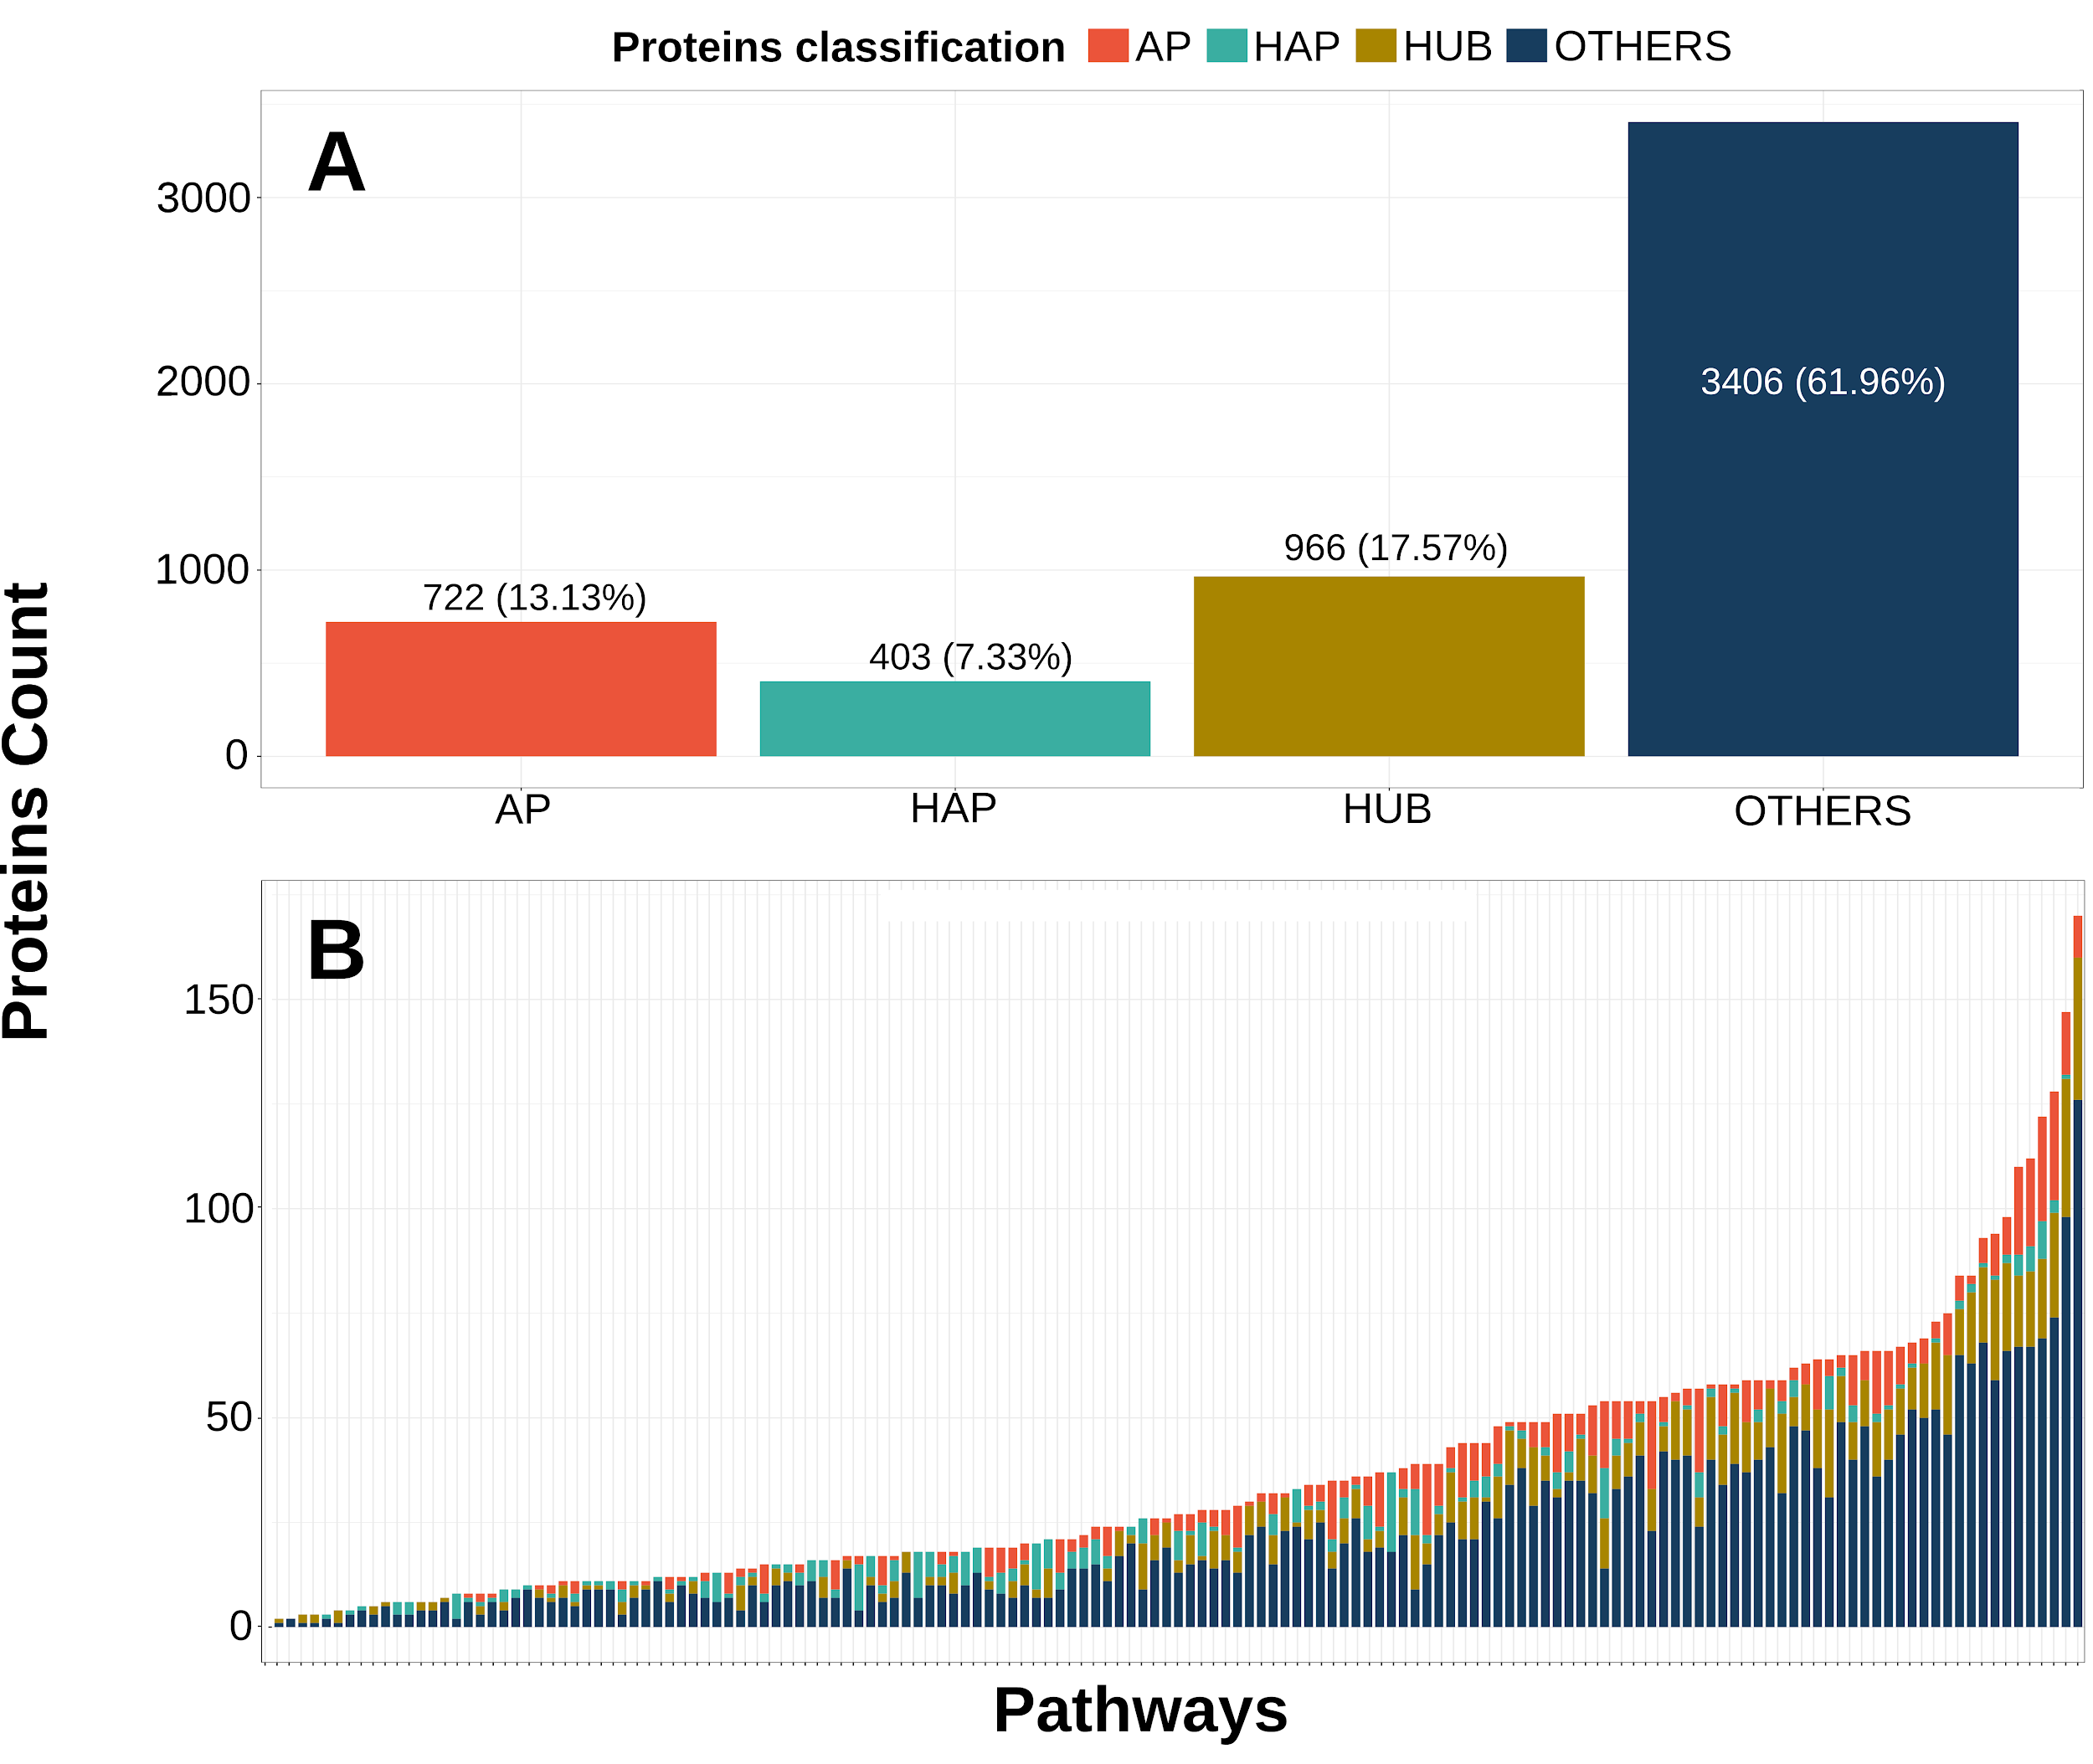 Proteins classification AP HAP HUB OTHERS
A
3000
2000
1000
0
722 (13.13%)
403 (7.33%)
966 (17.57%)
3406 (61.96%)
AP HAP HUB OTHERS
Proteins Count
B
150
100
50
0
Pathways